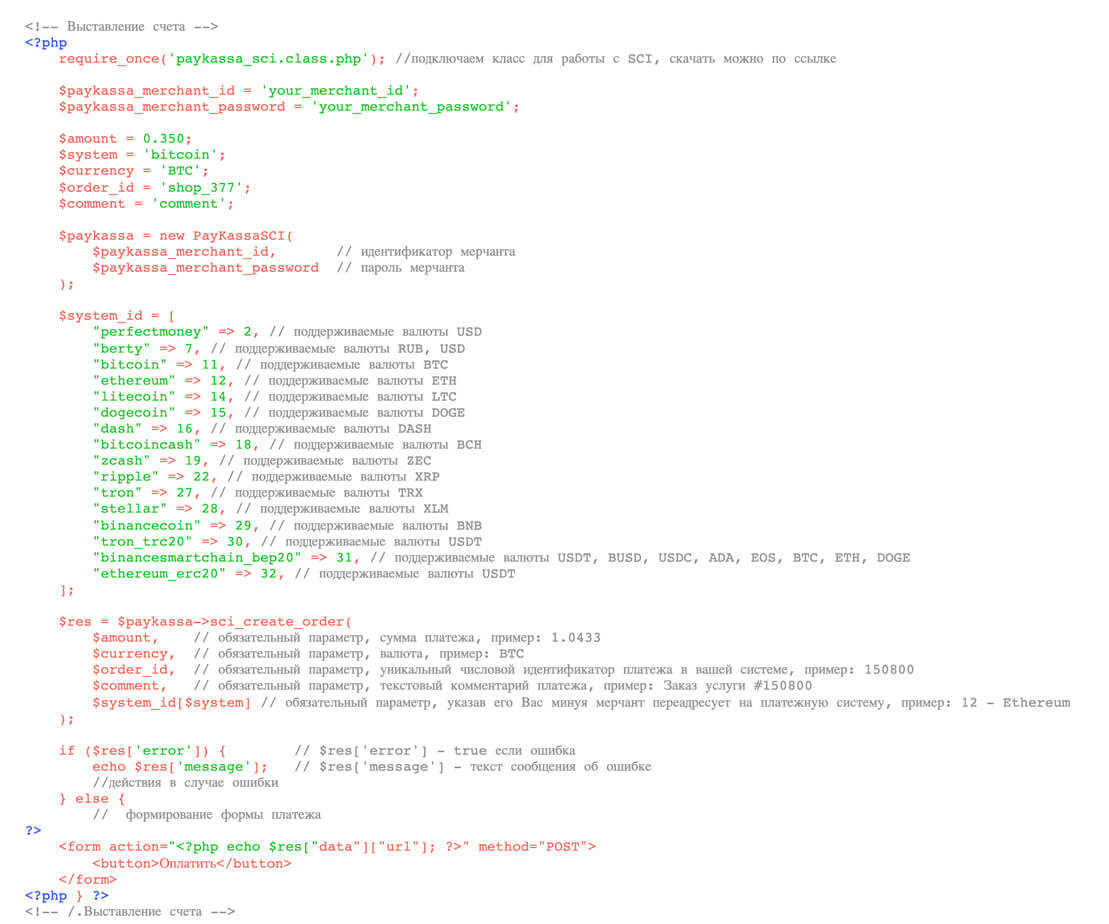 <!-- Выставление счета -->
<?php
    require_once('paykassa_sci.class.php'); //подключаем класс для работы с SCI, скачать можно по ссылке

    $paykassa_merchant_id = 'your_merchant_id';
    $paykassa_merchant_password = 'your_merchant_password';

    $amount = 0.350;
    $system = 'bitcoin';
    $currency = 'BTC';
    $order_id = 'shop_377';
    $comment = 'comment';

    $paykassa = new PayKassaSCI(
        $paykassa_merchant_id,       // идентификатор мерчанта
        $paykassa_merchant_password  // пароль мерчанта
    );

    $system_id = [
        "perfectmoney" => 2, // поддерживаемые валюты USD
        "berty" => 7, // поддерживаемые валюты RUB, USD
        "bitcoin" => 11, // поддерживаемые валюты BTC
        "ethereum" => 12, // поддерживаемые валюты ETH
        "litecoin" => 14, // поддерживаемые валюты LTC
        "dogecoin" => 15, // поддерживаемые валюты DOGE
        "dash" => 16, // поддерживаемые валюты DASH
        "bitcoincash" => 18, // поддерживаемые валюты BCH
        "zcash" => 19, // поддерживаемые валюты ZEC
        "ripple" => 22, // поддерживаемые валюты XRP
        "tron" => 27, // поддерживаемые валюты TRX
        "stellar" => 28, // поддерживаемые валюты XLM
        "binancecoin" => 29, // поддерживаемые валюты BNB
        "tron_trc20" => 30, // поддерживаемые валюты USDT
        "binancesmartchain_bep20" => 31, // поддерживаемые валюты USDT, BUSD, USDC, ADA, EOS, BTC, ETH, DOGE
        "ethereum_erc20" => 32, // поддерживаемые валюты USDT
    ];

    $res = $paykassa->sci_create_order(
        $amount,    // обязательный параметр, сумма платежа, пример: 1.0433
        $currency,  // обязательный параметр, валюта, пример: BTC
        $order_id,  // обязательный параметр, уникальный числовой идентификатор платежа в вашей системе, пример: 150800
        $comment,   // обязательный параметр, текстовый комментарий платежа, пример: Заказ услуги #150800
        $system_id[$system] // обязательный параметр, указав его Вас минуя мерчант переадресует на платежную систему, пример: 12 - Ethereum
    );

    if ($res['error']) {        // $res['error'] - true если ошибка
        echo $res['message'];   // $res['message'] - текст сообщения об ошибке
        //действия в случае ошибки
    } else {
        //  формирование формы платежа
?>
    <form action="<?php echo $res["data"]["url"]; ?>" method="POST">
        <button>Оплатить</button>
    </form>
<?php } ?>
<!-- /.Выставление счета -->